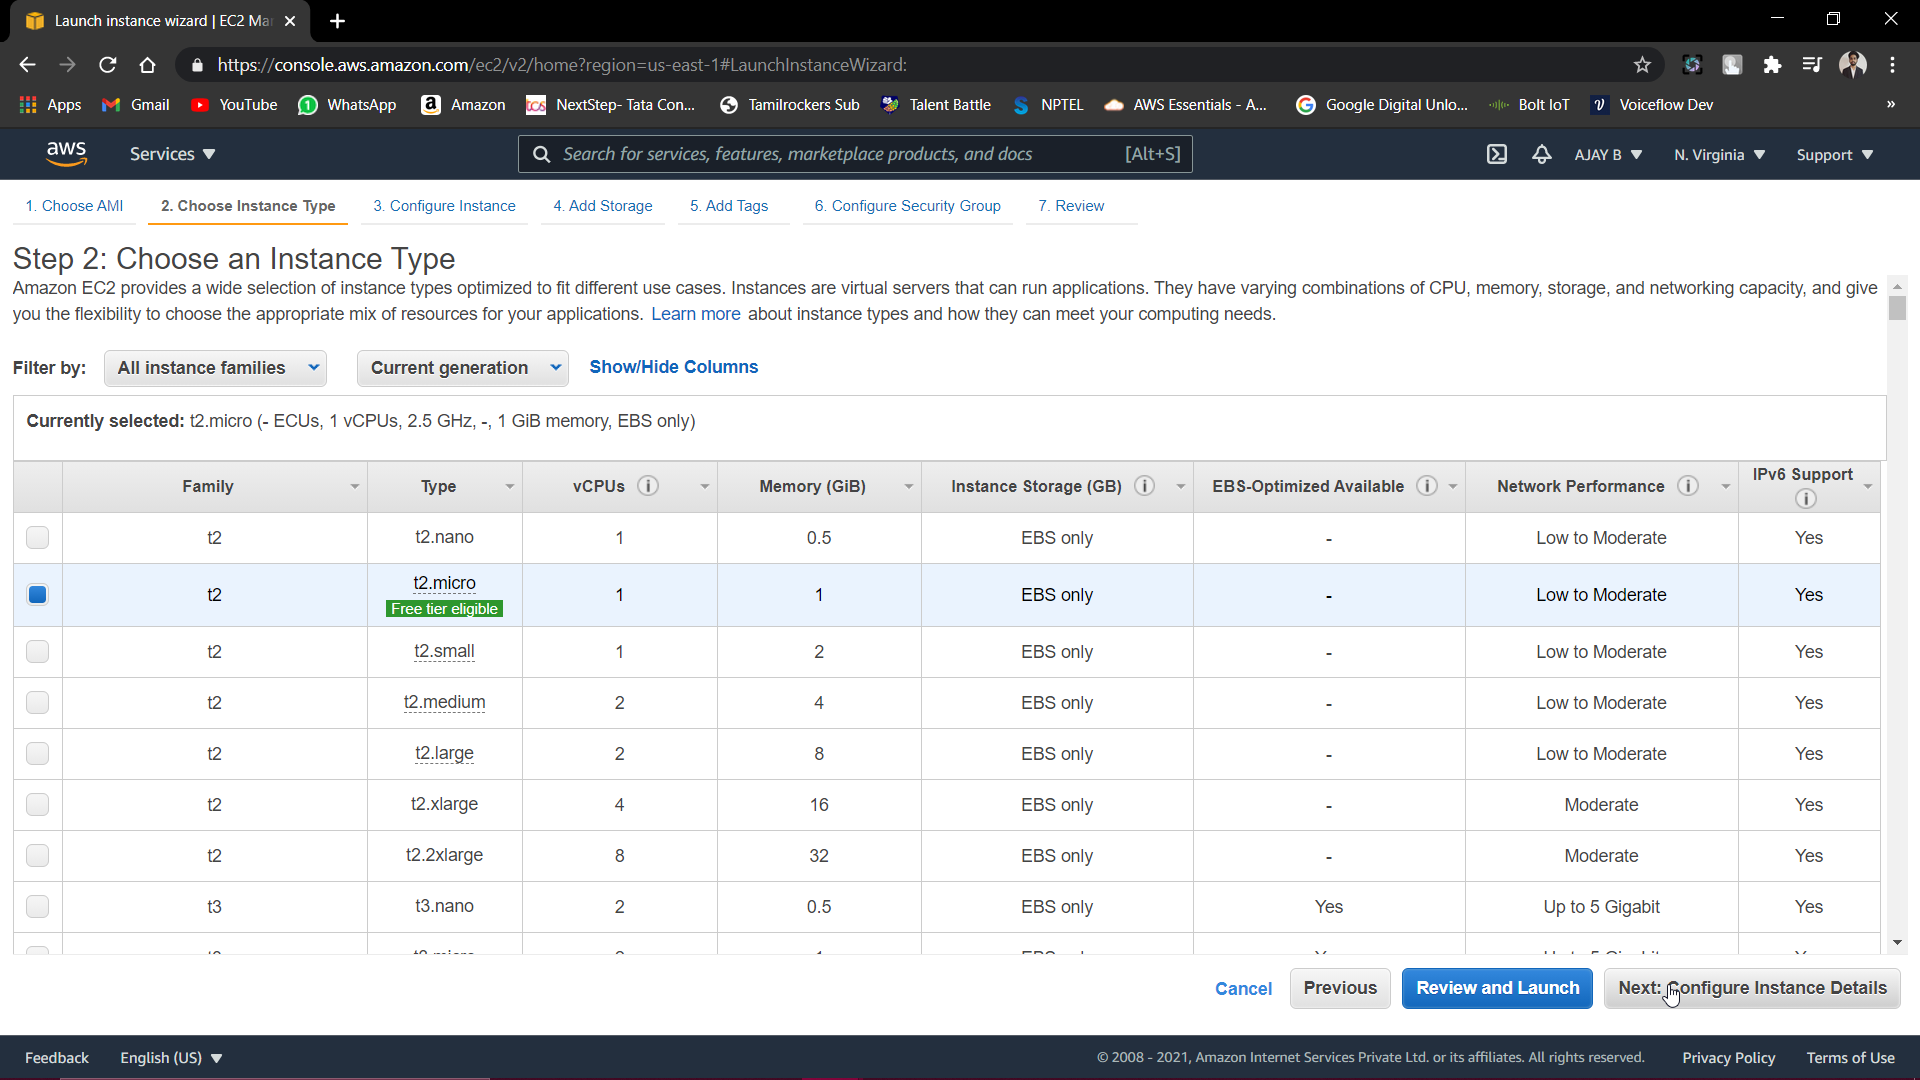 Launch instance wizard | EC2 Ma
https://console.aws.amazon.com/ec2/v2/home?region=us-east-1#LaunchInstanceWizard:
Apps Gmail YouTube WhatsApp Amazon NextStep- Tata Con... Tamilrockers Sub Talent Battle NPTEL AWS Essentials - A... Google Digital Unlo... Bolt IoT Voiceflow Dev »
aws Services Search for services, features, marketplace products, and docs [Alt+S] AJAY B N. Virginia Support
1. Choose AMI 2. Choose Instance Type 3. Configure Instance 4. Add Storage 5. Add Tags 6. Configure Security Group 7. Review
Step 2: Choose an Instance Type
Amazon EC2 provides a wide selection of instance types optimized to fit different use cases. Instances are virtual servers that can run applications. They have varying combinations of CPU, memory, storage, and networking capacity, and give
you the flexibility to choose the appropriate mix of resources for your applications. Learn more about instance types and how they can meet your computing needs.
Filter by: All instance families Current generation Show/Hide Columns
Currently selected: t2.micro (- ECUs, 1 vCPUs, 2.5 GHz, -, 1 GiB memory, EBS only)
Family Type vCPUs Memory (GiB) Instance Storage (GB) EBS-Optimized Available Network Performance IPv6 Support
t2 t2.nano 1 0.5 EBS only - Low to Moderate Yes
t2 t2.micro 1 1 EBS only - Low to Moderate Yes
Free tier eligible
t2 t2.small 1 2 EBS only - Low to Moderate Yes
t2 t2.medium 2 4 EBS only - Low to Moderate Yes
t2 t2.large 2 8 EBS only - Low to Moderate Yes
t2 t2.xlarge 4 16 EBS only - Moderate Yes
t2 t2.2xlarge 8 32 EBS only - Moderate Yes
t3 t3.nano 2 0.5 EBS only Yes Up to 5 Gigabit Yes
Cancel Previous Review and Launch Next: Configure Instance Details
Feedback English (US) © 2008 - 2021, Amazon Internet Services Private Ltd. or its affiliates. All rights reserved. Privacy Policy Terms of Use